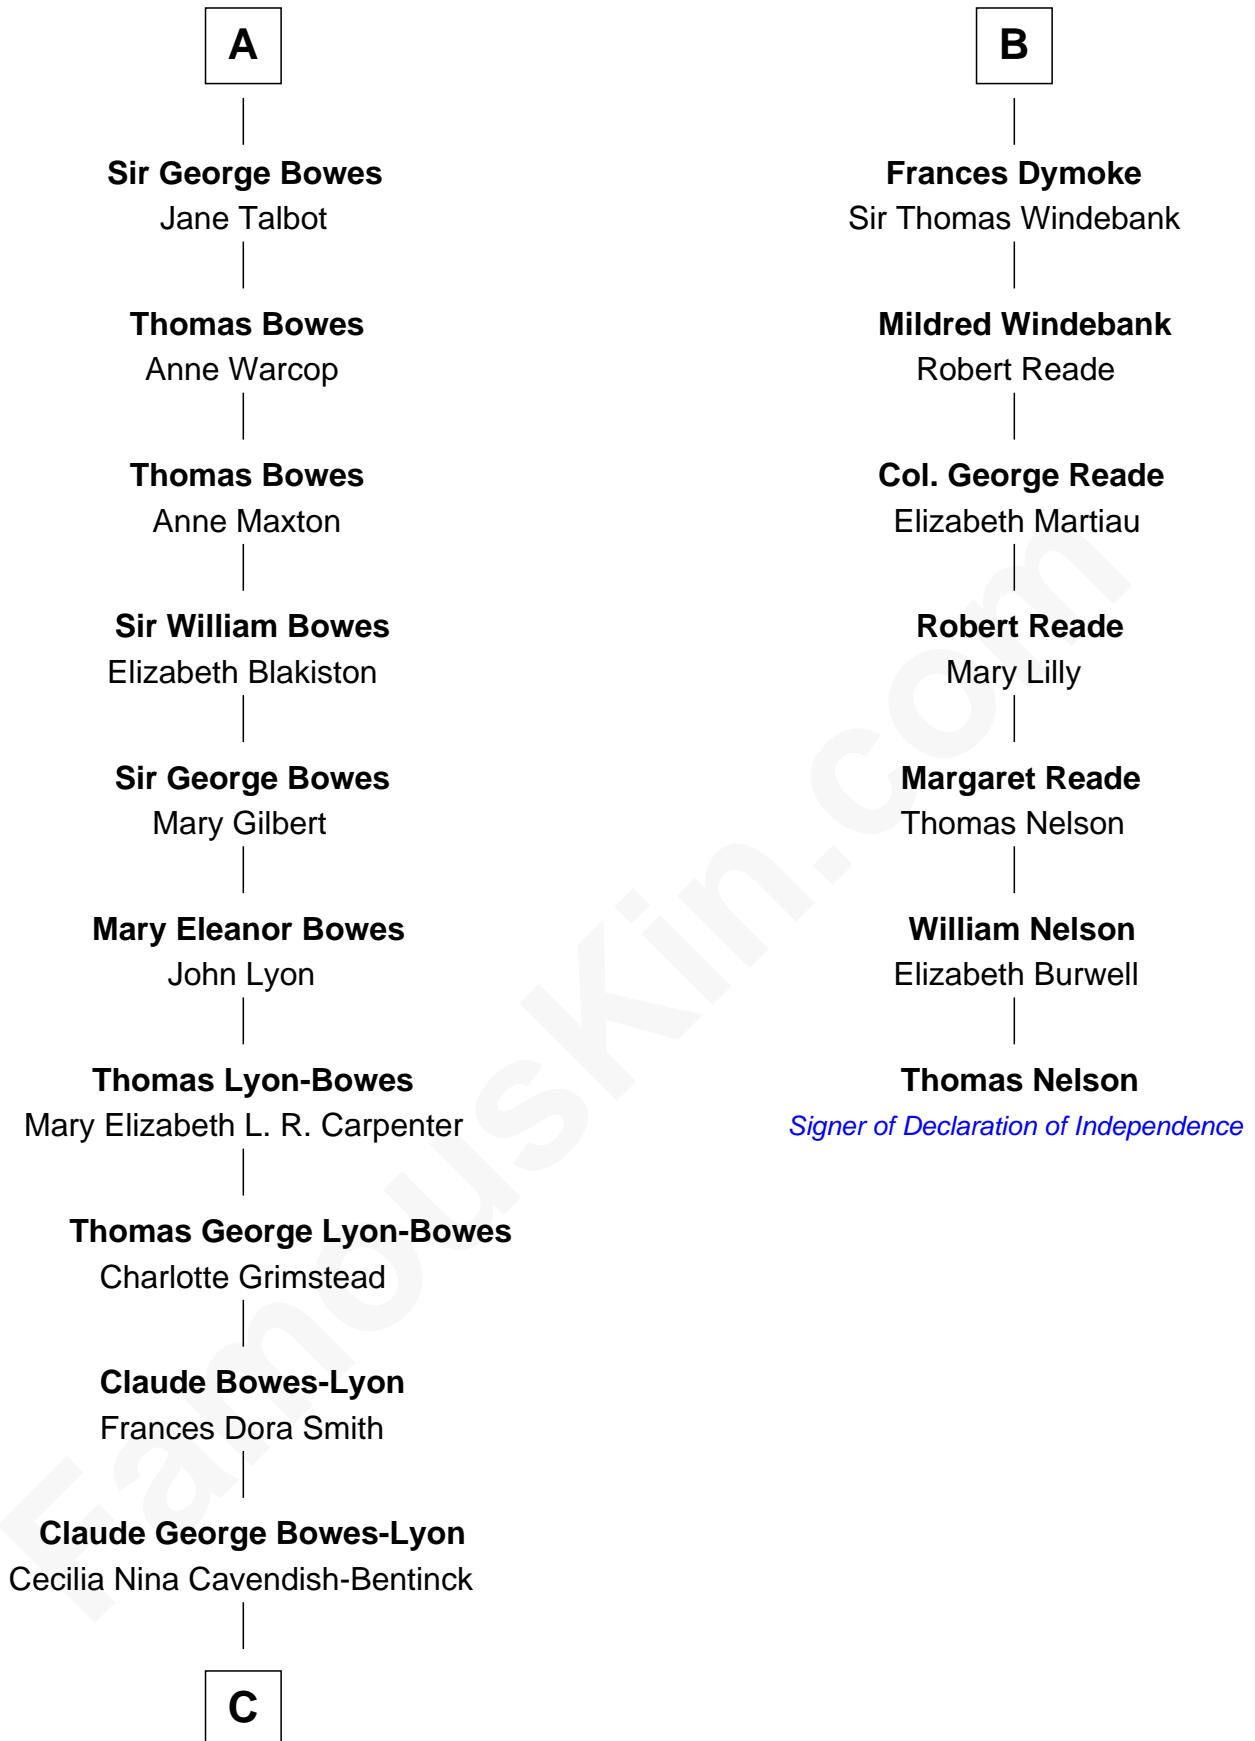 A
Sir George Bowes
Jane Talbot
Thomas Bowes
Anne Warcop
Thomas Bowes
Anne Maxton
Sir William Bowes
Elizabeth Blakiston
Sir George Bowes
Mary Gilbert
Mary Eleanor Bowes
John Lyon
Thomas Lyon-Bowes
Mary Elizabeth L. R. Carpenter
Thomas George Lyon-Bowes
Charlotte Grimstead
Claude Bowes-Lyon
Frances Dora Smith
Claude George Bowes-Lyon
Cecilia Nina Cavendish-Bentinck
C
B
Frances Dymoke
Sir Thomas Windebank
Mildred Windebank
Robert Reade
Col. George Reade
Elizabeth Martiau
Robert Reade
Mary Lilly
Margaret Reade
Thomas Nelson
William Nelson
Elizabeth Burwell
Thomas Nelson
Signer of Declaration of Independence
FamousKin.com